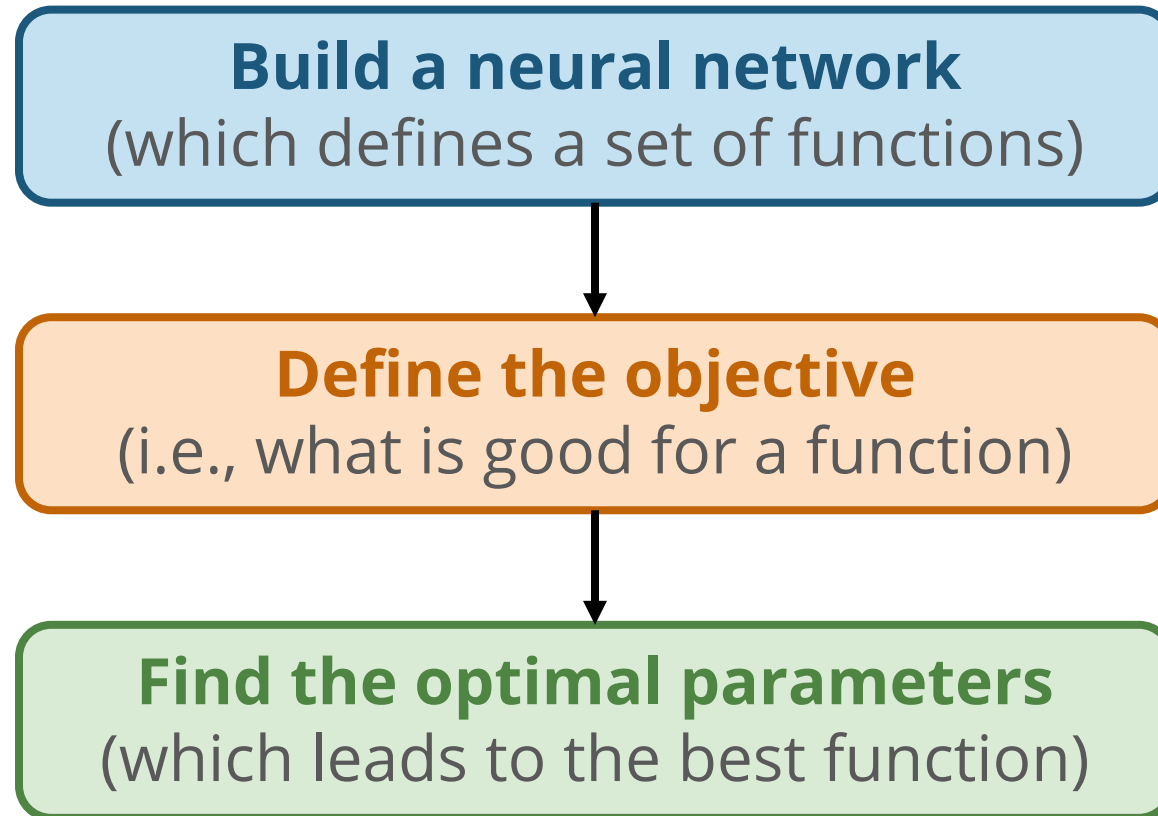 Build a neural network
(which defines a set of functions)
Define the objective
(i.e., what is good for a function)
Find the optimal parameters
(which leads to the best function)